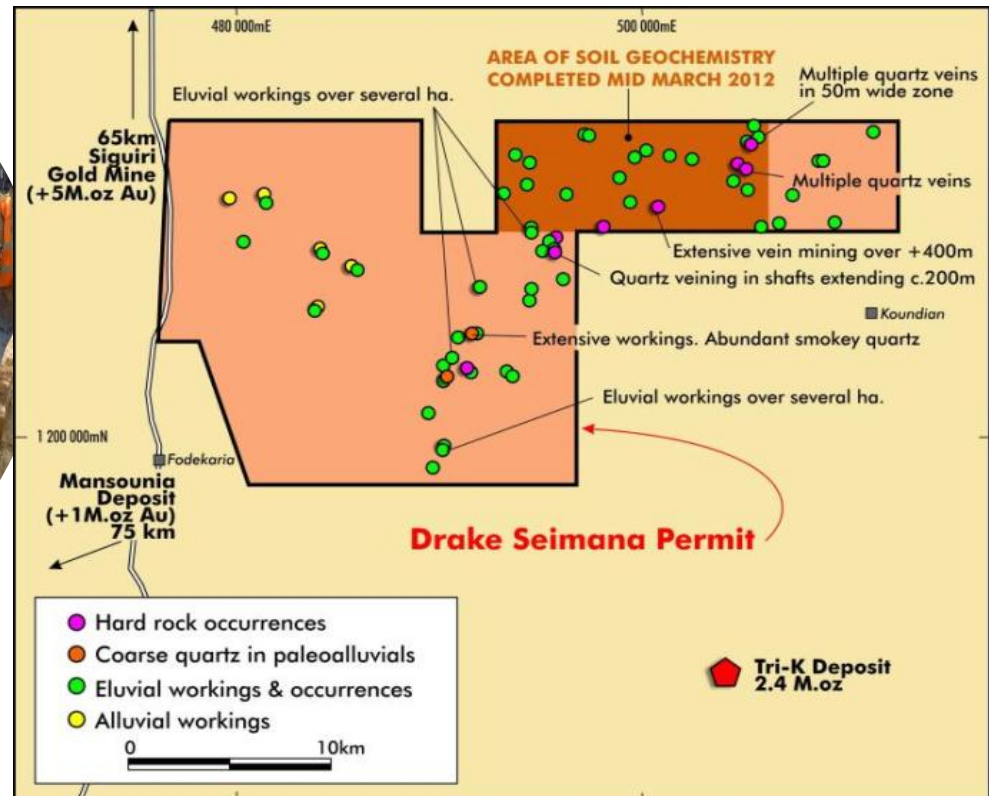 480 000mE
500 000mE
AREA OF SOIL GEOCHEMISTRY
COMPLETED MID MARCH 2012
Multiple quartz veins
in 50m wide zone
Eluvial workings over several ha.
65km
Siguiri
Gold Mine
(+5M.oz Au)
Multiple quartz veins
Extensive vein mining over +400m
Quartz veining in shafts extending c.200m
Koundian
Extensive workings. Abundant smokey quartz
Eluvial workings over several ha.
1 200 000mN
Fodekaria
Mansounia
Deposit
(+1M.oz Au)
75 km
Drake Seimana Permit
Hard rock occurrences
Coarse quartz in paleoalluvials
Eluvial workings & occurrences
Alluvial workings
0 10km
Tri-K Deposit
2.4 M.oz